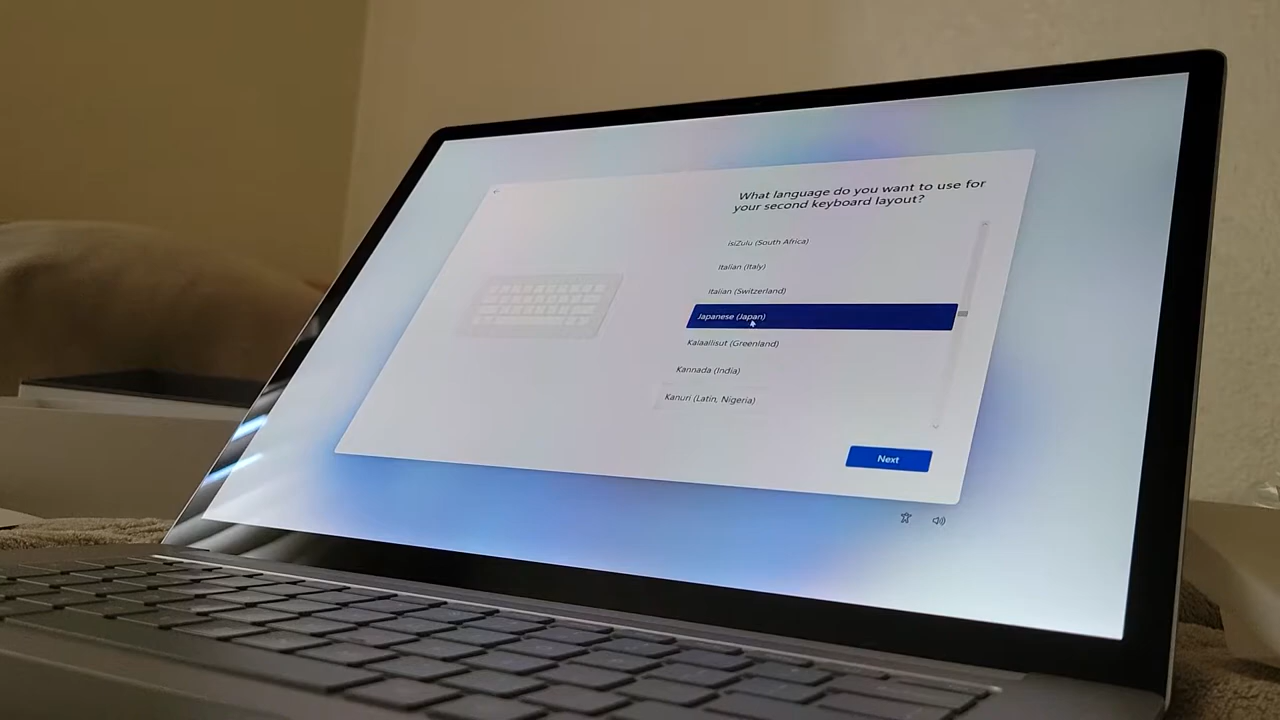 What language do you want to use for
your second keyboard layout?
isiZulu (South Africa)
Italian (Italy)
Italian (Switzerland)
Japanese (Japan)
Kalaallisut (Greenland)
Kannada (India)
Kanuri (Latin, Nigeria)
Next